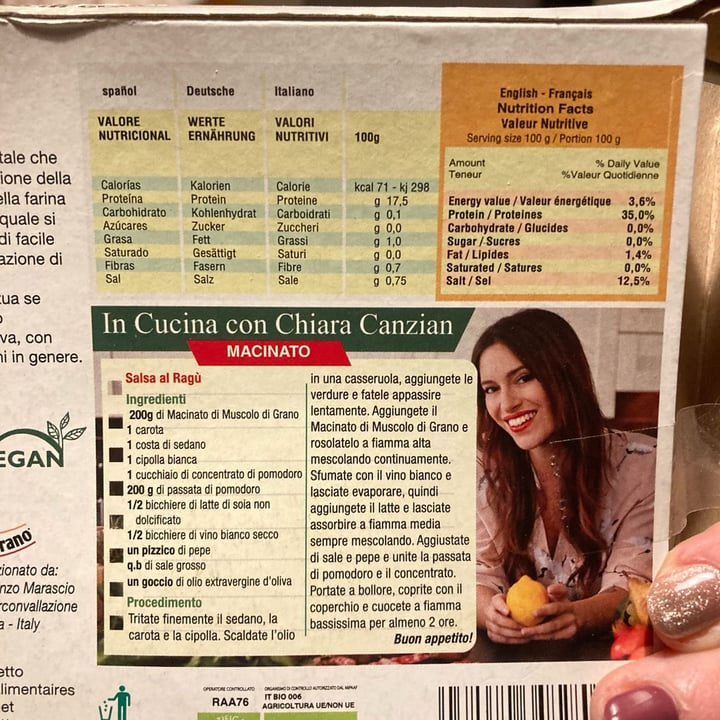 spañol Deutsche Italiano
VALORE NUTRICIONAL WERTE ERNÄHRUNG VALORI NUTRITIVI 100g
Calorías Kalorien Calorie kcal 71 - kj 298
Proteína Protein Proteine g 17,5
Carbohidrato Kohlenhydrat Carboidrati g 0,1
Azúcares Zucker Zuccheri g 0,0
Grasa Fett Grassi g 1,0
Saturado Gesättigt Saturi g 0,0
Fibras Fasern Fibre g 0,7
Sal Salz Sale g 0,75
English - Français
Nutrition Facts
Valeur Nutritive
Serving size 100 g / Portion 100 g
Amount % Daily Value
Teneur %Valeur Quotidienne
Energy value / Valeur énergétique 3,6%
Protein / Proteines 35,0%
Carbohydrate / Glucides 0,0%
Sugar / Sucres 0,0%
Fat / Lipides 1,4%
Saturated / Satures 0,0%
Salt / Sel 12,5%
tale che
ione della
ella farina
quale si
di facile
azione di
tua se
o
va, con
ni in genere.
EGAN
rano
zionato da:
nzo Marascio
rconvallazione
a - Italy
etto
limentaires
et
In Cucina con Chiara Canzian
MACINATO
Salsa al Ragù
Ingredienti
200g di Macinato di Muscolo di Grano
1 carota
1 costa di sedano
1 cipolla bianca
1 cucchiaio di concentrato di pomodoro
200 g di passata di pomodoro
1/2 bicchiere di latte di soia non
dolcificato
1/2 bicchiere di vino bianco secco
un pizzico di pepe
q.b di sale grosso
un goccio di olio extravergine d'oliva
Procedimento
Tritate finemente il sedano, la
carota e la cipolla. Scaldate l'olio
in una casseruola, aggiungete le
verdure e fatele appassire
lentamente. Aggiungete il
Macinato di Muscolo di Grano e
rosolatelo a fiamma alta
mescolando continuamente.
Sfumate con il vino bianco e
lasciate evaporare, quindi
aggiungete il latte e lasciate
assorbire a fiamma media
sempre mescolando. Aggiustate
di sale e pepe e unite la passata
di pomodoro e il concentrato.
Portate a bollore, coprite con il
coperchio e cuocete a fiamma
bassissima per almeno 2 ore.
Buon appetito!
OPERATORE CONTROLLATO
RAA76
ORGANISMO DI CONTROLLO AUTORIZZATO DAL MIPAAF
IT BIO 006
AGRICOLTURA UE/NON UE